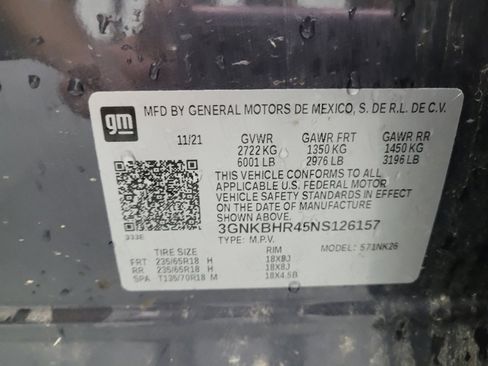 gm
MFD BY GENERAL MOTORS DE MEXICO, S. DE R.L. DE C.V.
11/21 GVWR GAWR FRT GAWR RR
2722 KG 1350 KG 1450 KG
6001 LB 2976 LB 3196 LB
THIS VEHICLE CONFORMS TO ALL
APPLICABLE U.S. FEDERAL MOTOR
VEHICLE SAFETY STANDARDS IN EFFECT
ON THE DATE OF MANUFACTURE
SHOWN ABOVE.
3GNKBHR45NS126157
333E TYPE: M.P.V. MODEL: 571NK26
TIRE SIZE RIM
FRT 235/65R18 H 18X8J
RR 235/65R18 H 18X8J
SPA T135/70R18 M 18X4.5B